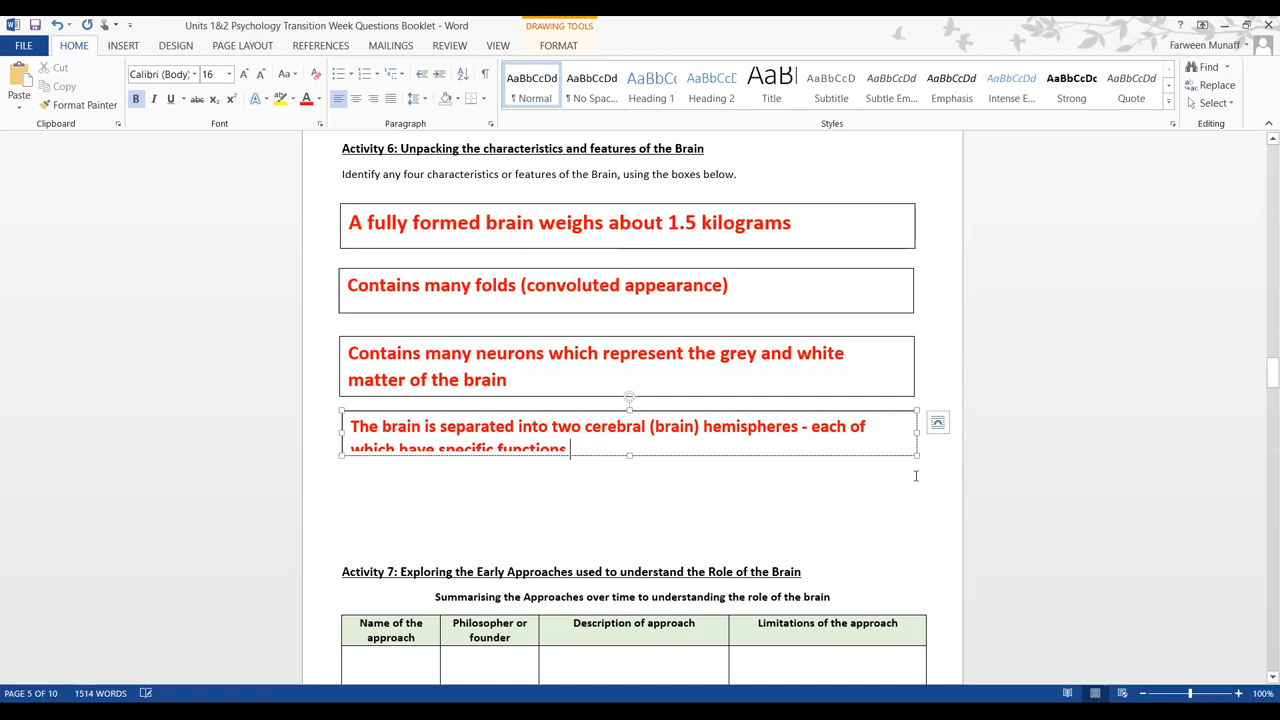 Units 1&2 Psychology Transition Week Questions Booklet - Word
DRAWING TOOLS
?
FILE HOME INSERT DESIGN PAGE LAYOUT REFERENCES MAILINGS REVIEW VIEW FORMAT
Farween Munaff
Paste
Cut
Copy
Format Painter
Calibri (Body) 16
B I U abc x₂ x²
AaBbCcDd AaBbCcDd AaBbCc AaBbCcD AaBl AaBbCcD AaBbCcDd AaBbCcDd AaBbCcDd AaBbCcDc AaBbCcDd
¶ Normal ¶ No Spac... Heading 1 Heading 2 Title Subtitle Subtle Em... Emphasis Intense E... Strong Quote
Find
Replace
Select
Clipboard Font Paragraph Styles Editing
Activity 6: Unpacking the characteristics and features of the Brain
Identify any four characteristics or features of the Brain, using the boxes below.
A fully formed brain weighs about 1.5 kilograms
Contains many folds (convoluted appearance)
Contains many neurons which represent the grey and white
matter of the brain
The brain is separated into two cerebral (brain) hemispheres - each of
which have specific functions
Activity 7: Exploring the Early Approaches used to understand the Role of the Brain
Summarising the Approaches over time to understanding the role of the brain
Name of the approach
Philosopher or founder
Description of approach
Limitations of the approach
PAGE 5 OF 10 1514 WORDS
100%